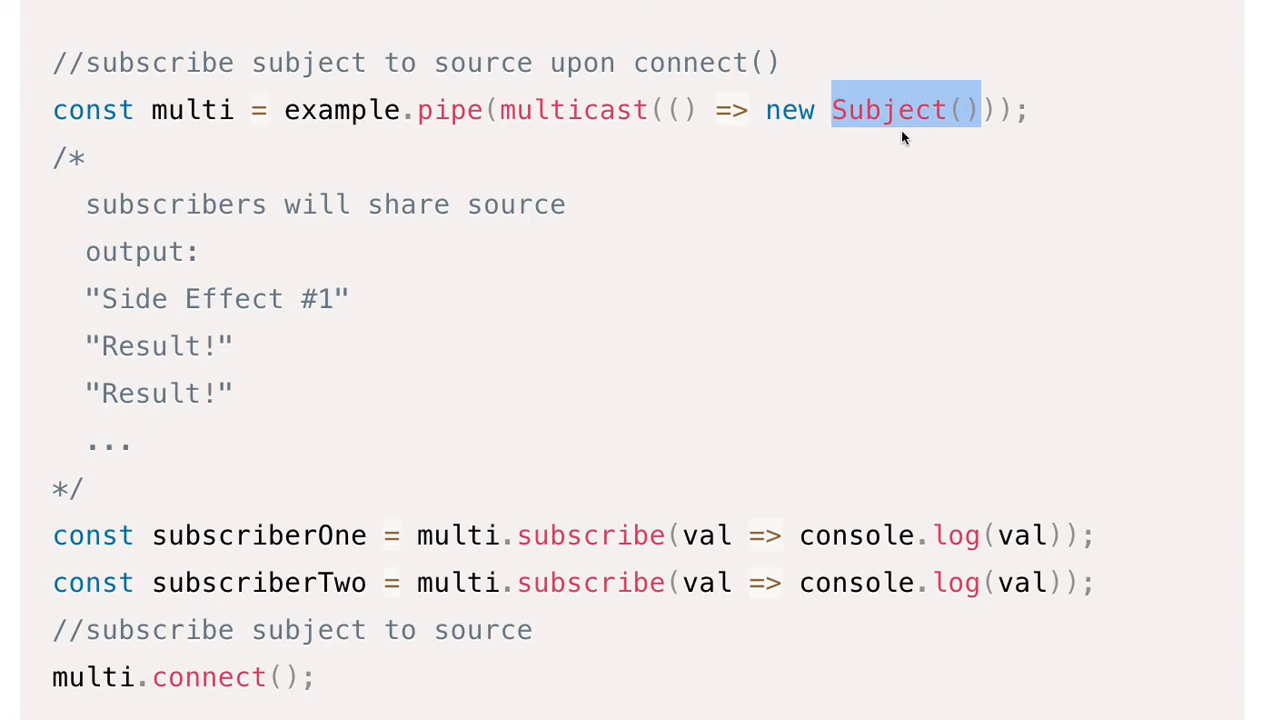 //subscribe subject to source upon connect()
const multi = example.pipe(multicast(() => new Subject()));
/*
subscribers will share source
output:
"Side Effect #1"
"Result!"
"Result!"
...
*/
const subscriberOne = multi.subscribe(val => console.log(val));
const subscriberTwo = multi.subscribe(val => console.log(val));
//subscribe subject to source
multi.connect();